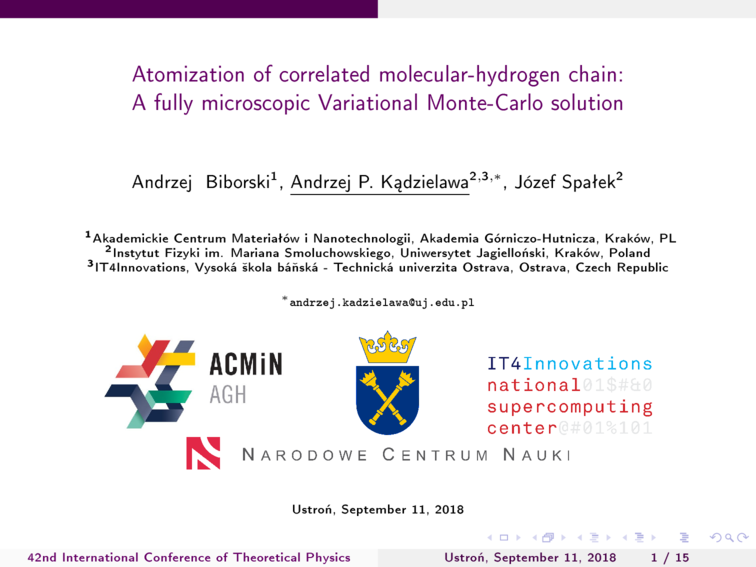 Atomization of correlated molecular-hydrogen chain:
A fully microscopic Variational Monte-Carlo solution
Andrzej Biborski¹, Andrzej P. Kądzielawa²,³,*, Józef Spałek²
¹Akademickie Centrum Materiałów i Nanotechnologii, Akademia Górniczo-Hutnicza, Kraków, PL
²Instytut Fizyki im. Mariana Smoluchowskiego, Uniwersytet Jagielloński, Kraków, Poland
³IT4Innovations, Vysoká škola báňská - Technická univerzita Ostrava, Ostrava, Czech Republic
*andrzej.kadzielawa@uj.edu.pl
ACMiN
AGH
IT4Innovations
national01$#&0
supercomputing
center@#01%101
NARODOWE CENTRUM NAUKI
Ustroń, September 11, 2018
42nd International Conference of Theoretical Physics Ustroń, September 11, 2018 1 / 15